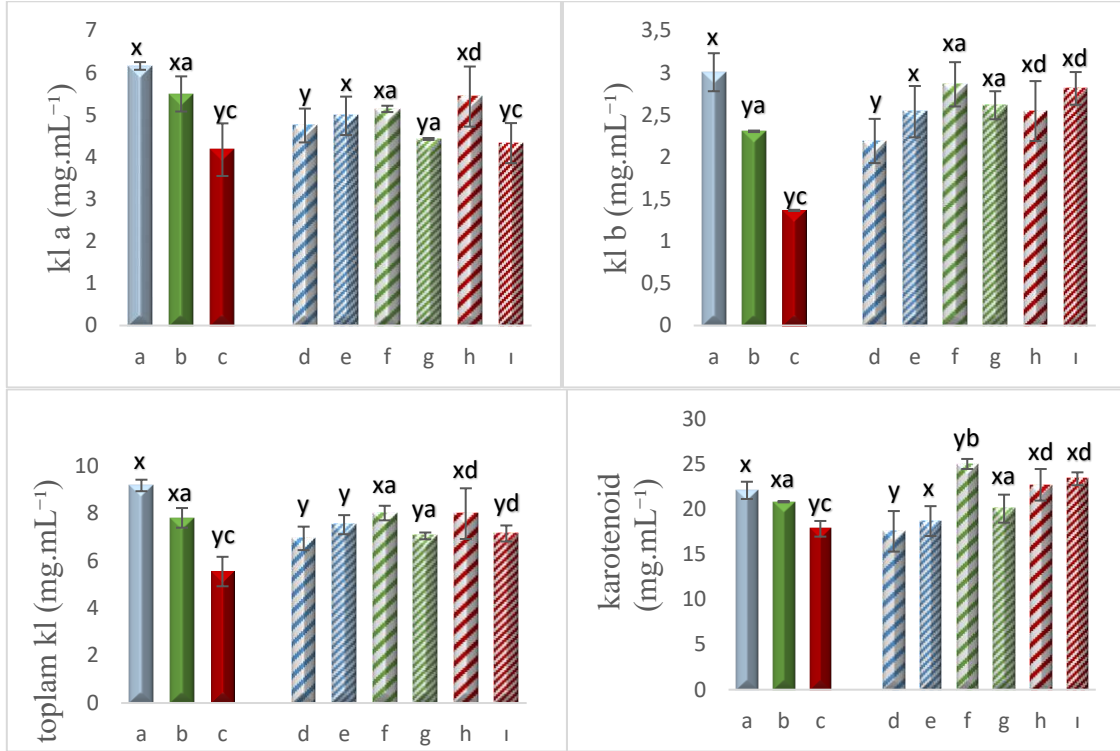 kl a (mg.mL⁻¹)
7
6
5
4
3
2
1
0
x
xa
yc
y
x
xa
ya
xd
yc
a b c d e f g h ı
kl b (mg.mL⁻¹)
3,5
3
2,5
2
1,5
1
0,5
0
x
ya
yc
y
x
xa
xa
xd
xd
a b c d e f g h ı
toplam kl (mg.mL⁻¹)
10
8
6
4
2
0
x
xa
yc
y
y
xa
ya
xd
yd
a b c d e f g h ı
karotenoid
(mg.mL⁻¹)
30
25
20
15
10
5
0
x
xa
yc
y
x
yb
xa
xd
xd
a b c d e f g h ı